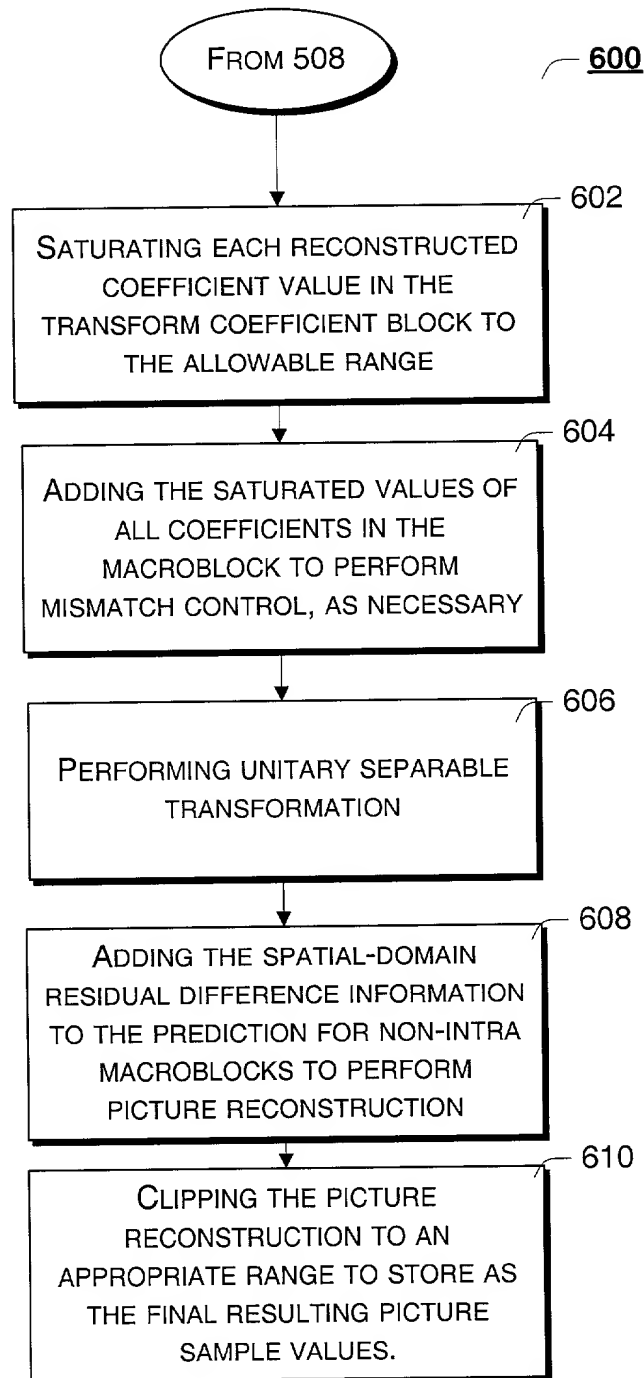 FROM 508
600
602
SATURATING EACH RECONSTRUCTED
COEFFICIENT VALUE IN THE
TRANSFORM COEFFICIENT BLOCK TO
THE ALLOWABLE RANGE
604
ADDING THE SATURATED VALUES OF
ALL COEFFICIENTS IN THE
MACROBLOCK TO PERFORM
MISMATCH CONTROL, AS NECESSARY
606
PERFORMING UNITARY SEPARABLE
TRANSFORMATION
608
ADDING THE SPATIAL-DOMAIN
RESIDUAL DIFFERENCE INFORMATION
TO THE PREDICTION FOR NON-INTRA
MACROBLOCKS TO PERFORM
PICTURE RECONSTRUCTION
610
CLIPPING THE PICTURE
RECONSTRUCTION TO AN
APPROPRIATE RANGE TO STORE AS
THE FINAL RESULTING PICTURE
SAMPLE VALUES.